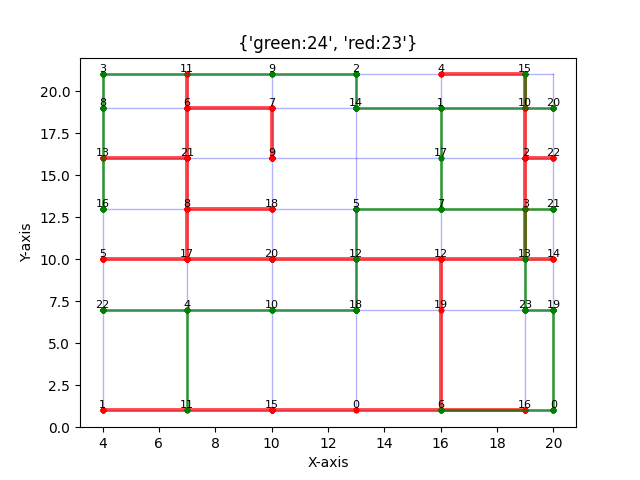 {'green:24', 'red:23'}
3 11 9 2 4 15
20.0
8 6 7 14 1 10 20
17.5
13 21 9 17 2 22
15.0
16 8 18 5 7 3 21
12.5
Y-axis
5 17 20 12 12 13 14
10.0
22 4 10 18 19 23 19
7.5
5.0
2.5
1 11 15 0 6 16 0
0.0
4 6 8 10 12 14 16 18 20
X-axis